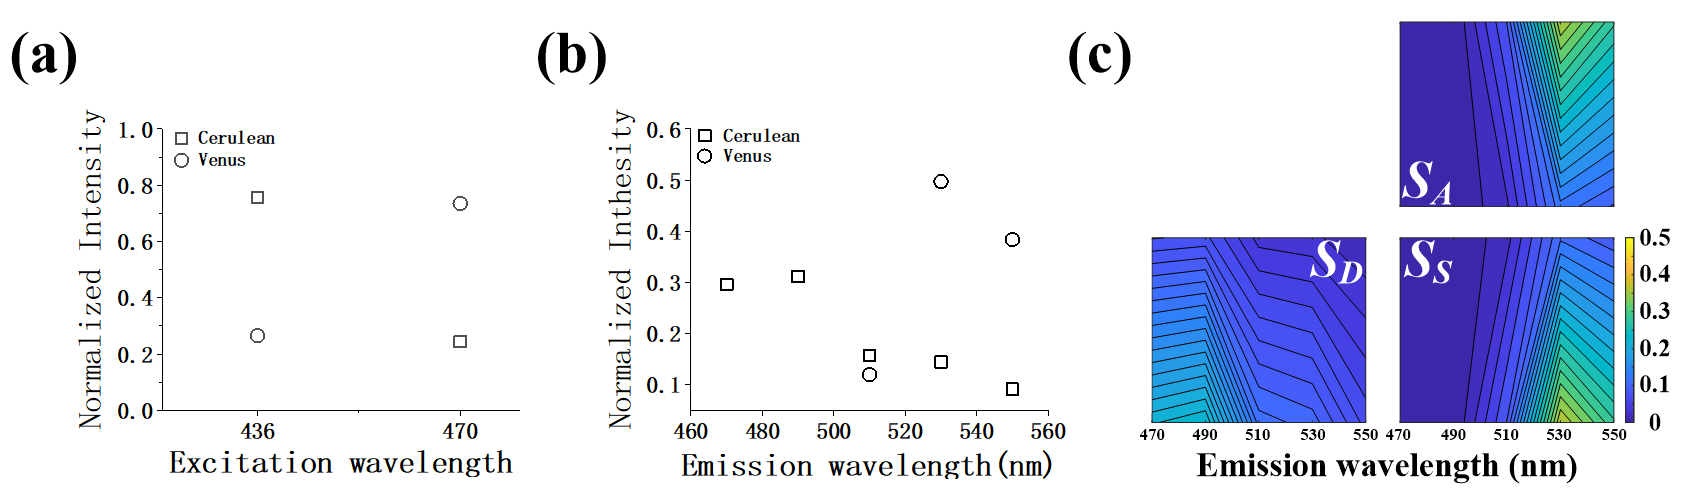 (a)
Normalized Intensity
1.0
0.8
0.6
0.4
0.2
0.0
Cerulean
Venus
436 470
Excitation wavelength
(b)
Normalized Inthesity
0.6
0.5
0.4
0.3
0.2
0.1
Cerulean
Venus
460 480 500 520 540 560
Emission wavelength(nm)
(c)
S_A
S_D
S_S
0.5
0.4
0.3
0.2
0.1
0
470 490 510 530 550
470 490 510 530 550
Emission wavelength (nm)